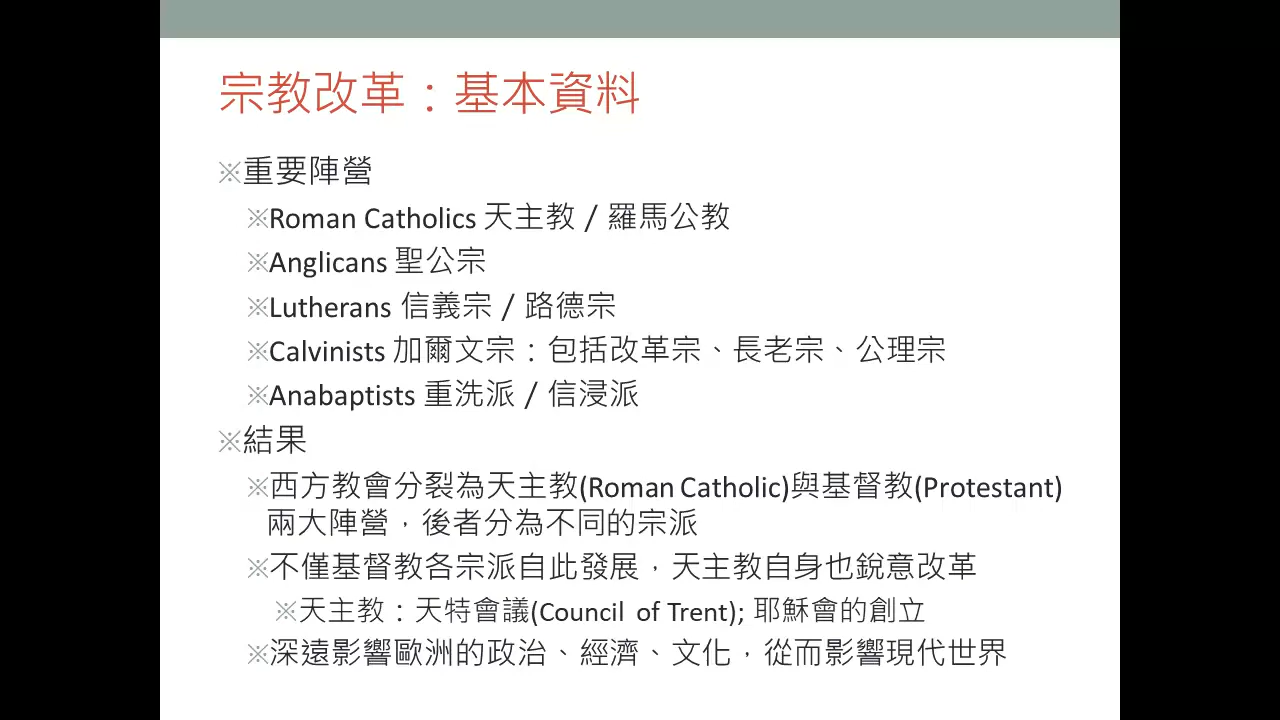 宗教改革：基本資料
※重要陣營
※Roman Catholics 天主教 / 羅馬公教
※Anglicans 聖公宗
※Lutherans 信義宗 / 路德宗
※Calvinists 加爾文宗：包括改革宗、長老宗、公理宗
※Anabaptists 重洗派 / 信浸派
※結果
※西方教會分裂為天主教(Roman Catholic)與基督教(Protestant)
兩大陣營，後者分為不同的宗派
※不僅基督教各宗派自此發展，天主教自身也銳意改革
※天主教：天特會議(Council of Trent); 耶穌會的創立
※深遠影響歐洲的政治、經濟、文化，從而影響現代世界